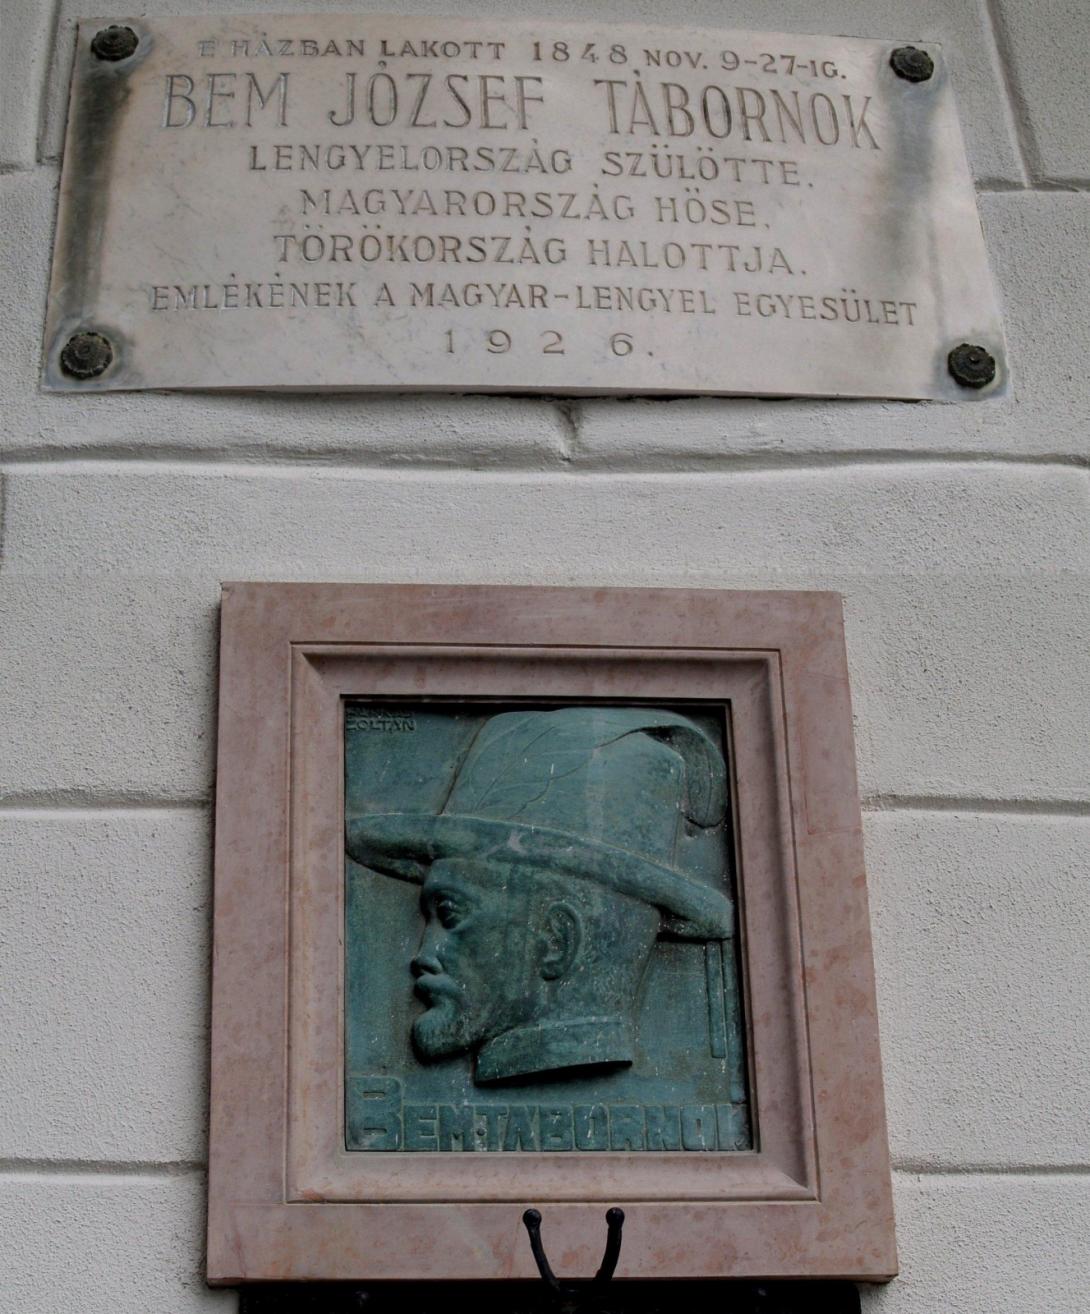 E HÁZBAN LAKOTT 1848 NOV. 9-27-IG.
BEM JÓZSEF TÁBORNOK
LENGYELORSZÁG SZÜLÖTTE,
MAGYARORSZÁG HÖSE,
TÖRÖKORSZÁG HALOTTJA.
EMLÉKÉNEK A MAGYAR-LENGYEL EGYESÜLET
1926.
ZOLTÁN
BEM·TÁBORNOK